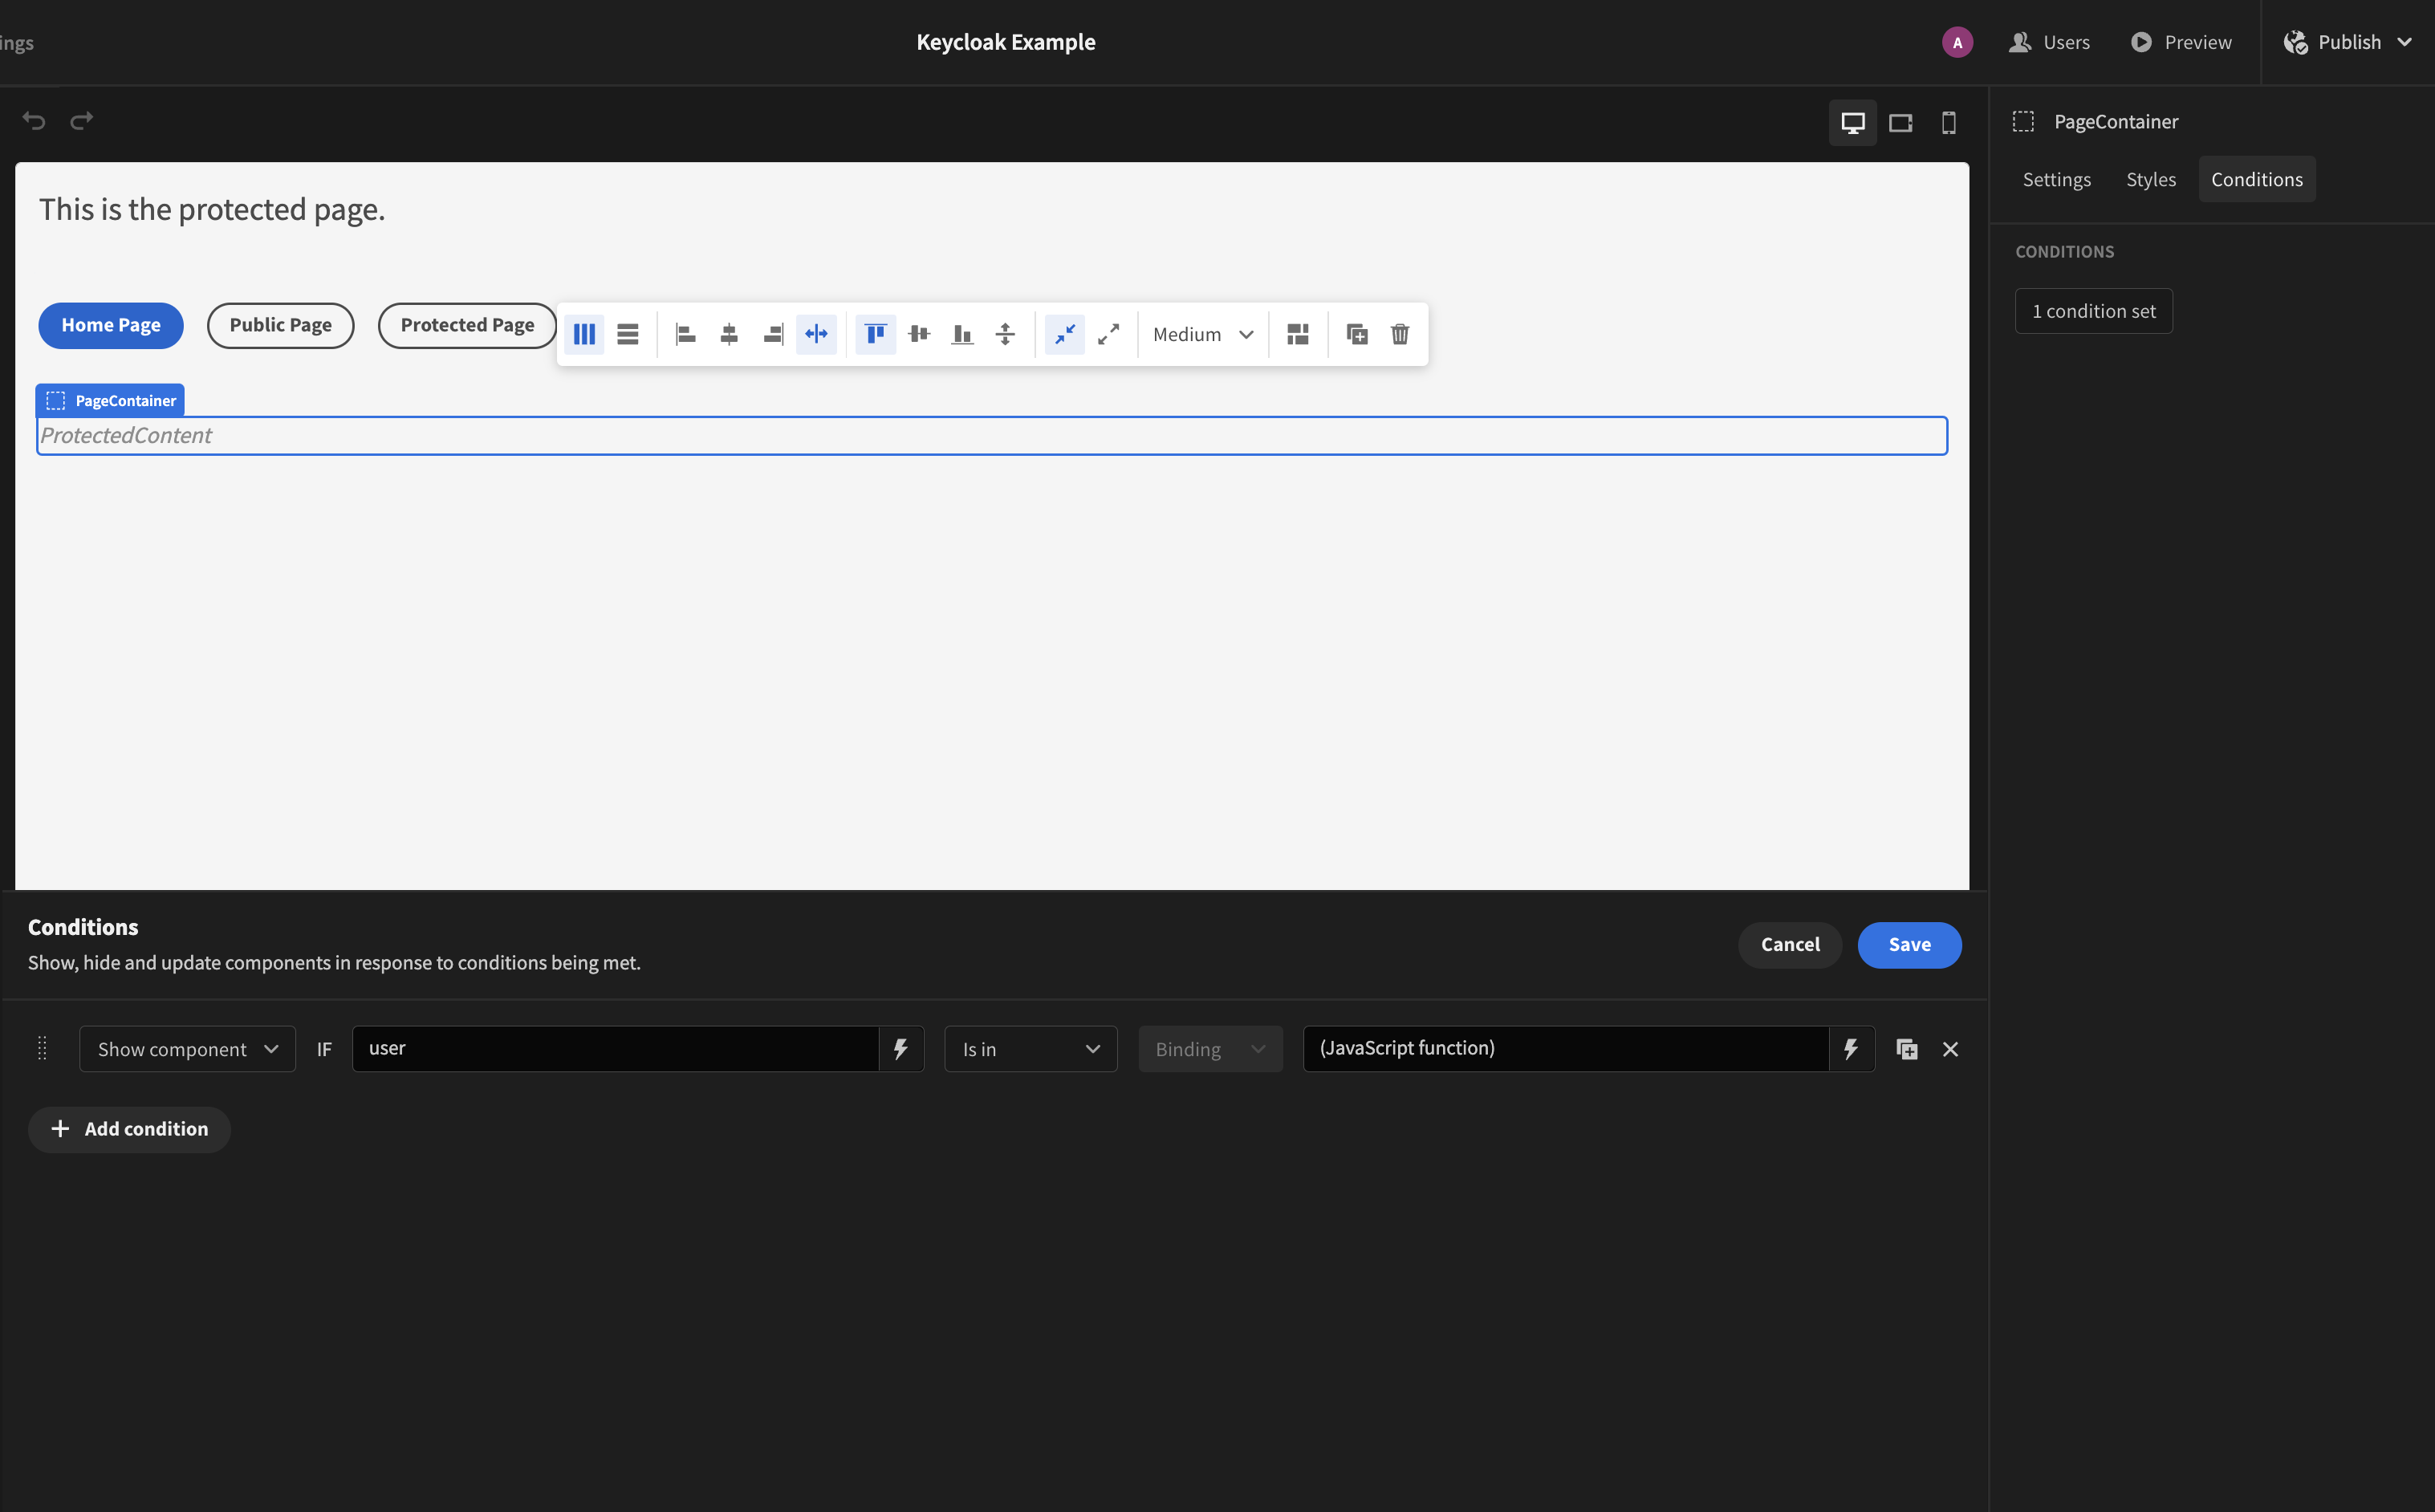 ings
Keycloak Example
A
Users
Preview
Publish
PageContainer
Settings
Styles
Conditions
CONDITIONS
1 condition set
This is the protected page.
Home Page
Public Page
Protected Page
Medium
PageContainer
ProtectedContent
Conditions
Show, hide and update components in response to conditions being met.
Cancel
Save
Show component
IF
user
Is in
Binding
(JavaScript function)
Add condition